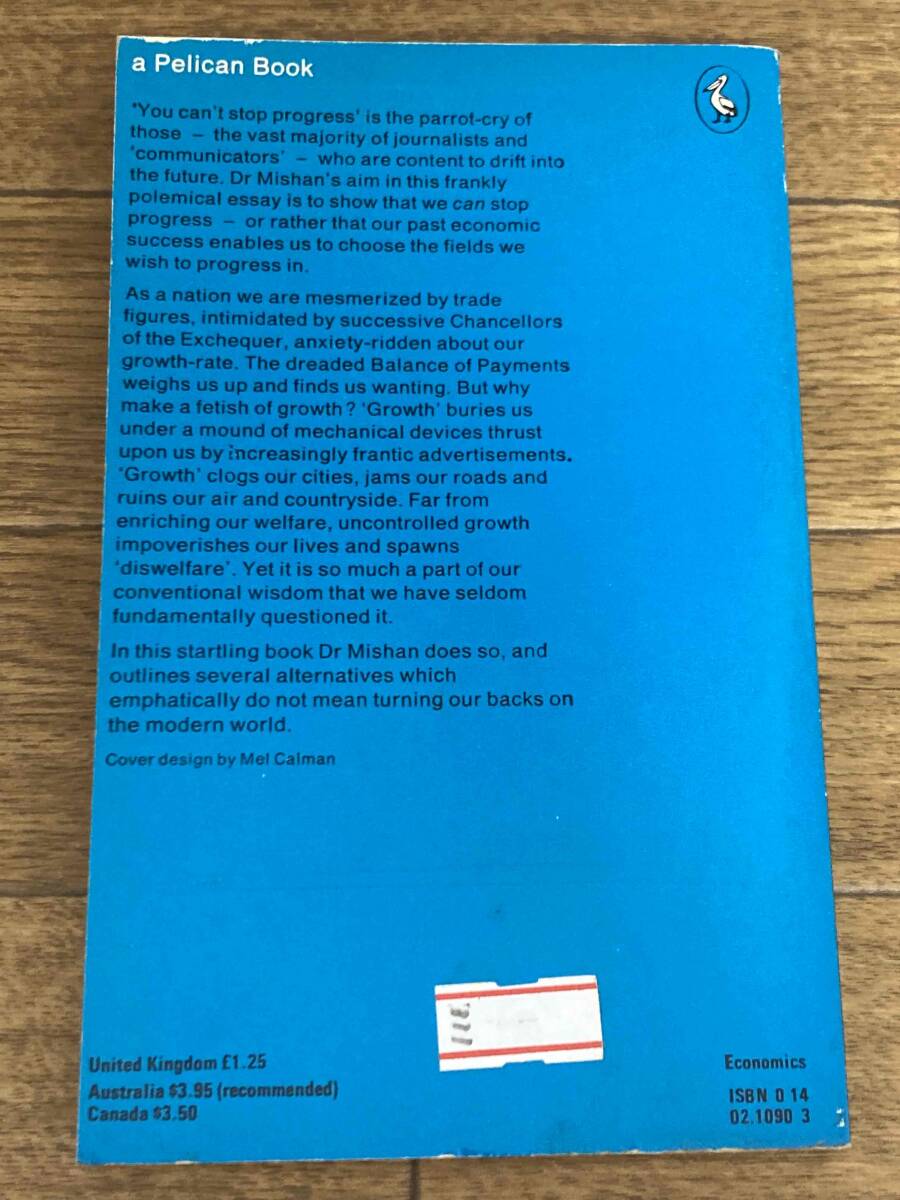 a Pelican Book
'You can't stop progress' is the parrot-cry of
those – the vast majority of journalists and
'communicators' – who are content to drift into
the future. Dr Mishan's aim in this frankly
polemical essay is to show that we can stop
progress – or rather that our past economic
success enables us to choose the fields we
wish to progress in.
As a nation we are mesmerized by trade
figures, intimidated by successive Chancellors
of the Exchequer, anxiety-ridden about our
growth-rate. The dreaded Balance of Payments
weighs us up and finds us wanting. But why
make a fetish of growth? 'Growth' buries us
under a mound of mechanical devices thrust
upon us by increasingly frantic advertisements.
'Growth' clogs our cities, jams our roads and
ruins our air and countryside. Far from
enriching our welfare, uncontrolled growth
impoverishes our lives and spawns
'diswelfare'. Yet it is so much a part of our
conventional wisdom that we have seldom
fundamentally questioned it.
In this startling book Dr Mishan does so, and
outlines several alternatives which
emphatically do not mean turning our backs on
the modern world.
Cover design by Mel Calman
United Kingdom £1.25
Australia $3.95 (recommended)
Canada $3.50
Economics
ISBN 0 14
02.1090 3